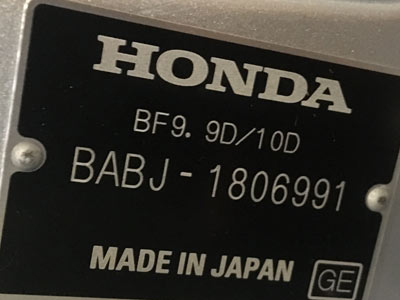 HONDA
BF9.9D/10D
BABJ-1806991
MADE IN JAPAN GE